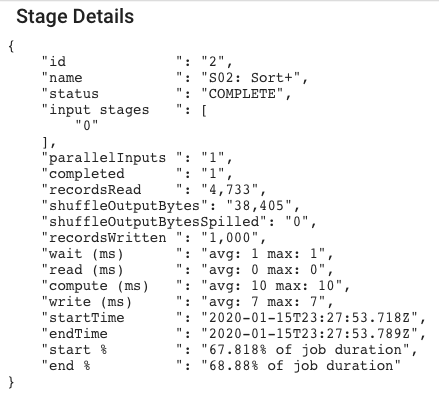 Stage Details
{
"id ": "2",
"name ": "S02: Sort+",
"status ": "COMPLETE",
"input stages ": [
"0"
],
"parallelInputs ": "1",
"completed ": "1",
"recordsRead ": "4,733",
"shuffleOutputBytes": "38,405",
"shuffleOutputBytesSpilled": "0",
"recordsWritten ": "1,000",
"wait (ms) ": "avg: 1 max: 1",
"read (ms) ": "avg: 0 max: 0",
"compute (ms) ": "avg: 10 max: 10",
"write (ms) ": "avg: 7 max: 7",
"startTime ": "2020-01-15T23:27:53.718Z",
"endTime ": "2020-01-15T23:27:53.789Z",
"start % ": "67.818% of job duration",
"end % ": "68.88% of job duration"
}